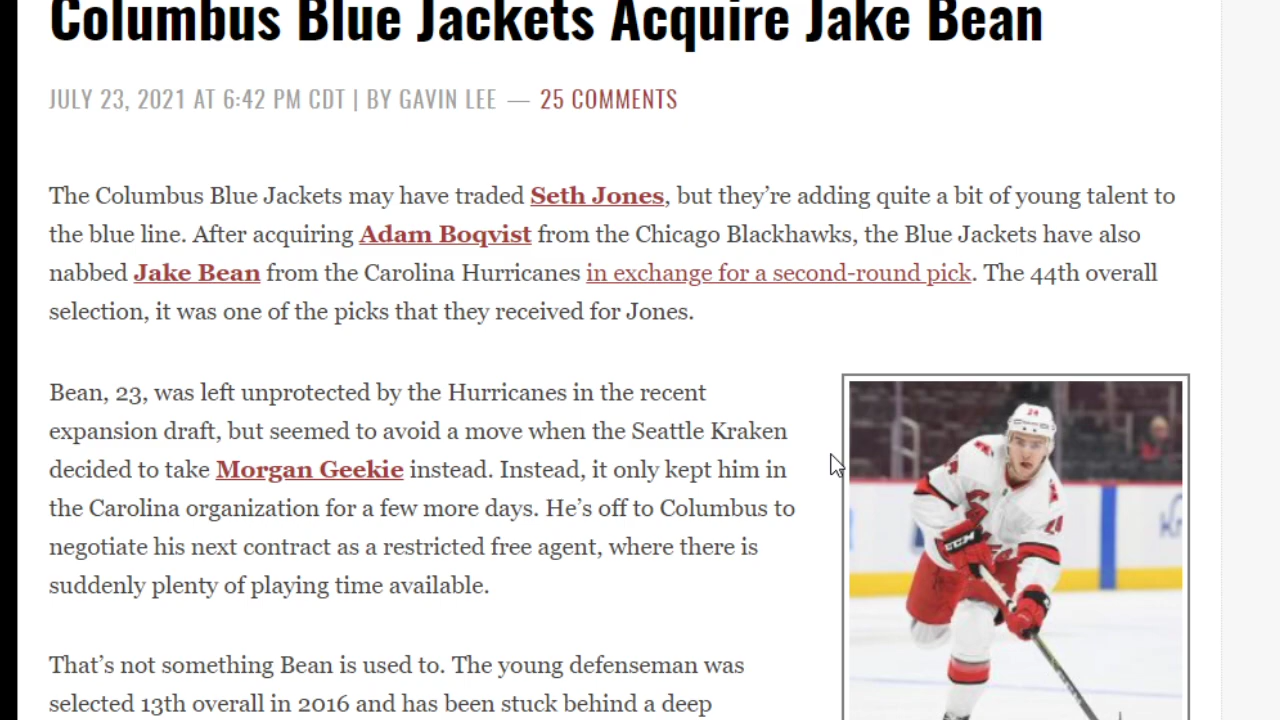 Columbus Blue Jackets Acquire Jake Bean
JULY 23, 2021 AT 6:42 PM CDT | BY GAVIN LEE — 25 COMMENTS
The Columbus Blue Jackets may have traded Seth Jones, but they’re adding quite a bit of young talent to
the blue line. After acquiring Adam Boqvist from the Chicago Blackhawks, the Blue Jackets have also
nabbed Jake Bean from the Carolina Hurricanes in exchange for a second-round pick. The 44th overall
selection, it was one of the picks that they received for Jones.
Bean, 23, was left unprotected by the Hurricanes in the recent
expansion draft, but seemed to avoid a move when the Seattle Kraken
decided to take Morgan Geekie instead. Instead, it only kept him in
the Carolina organization for a few more days. He’s off to Columbus to
negotiate his next contract as a restricted free agent, where there is
suddenly plenty of playing time available.
That’s not something Bean is used to. The young defenseman was
selected 13th overall in 2016 and has been stuck behind a deep
24
24
CCM